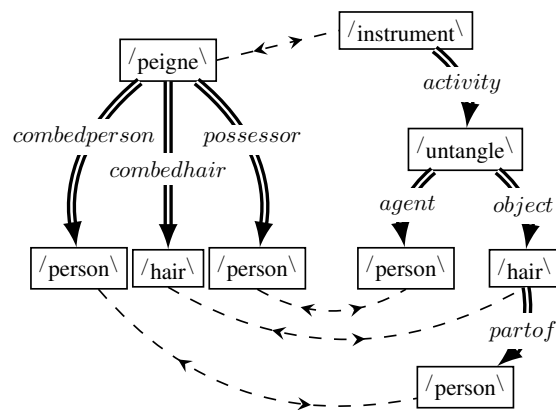 /instrument\
/peigne\
activity
combedperson
possessor
/untangle\
combedhair
agent
object
/person\
/hair\
/person\
/person\
/hair\
partof
/person\